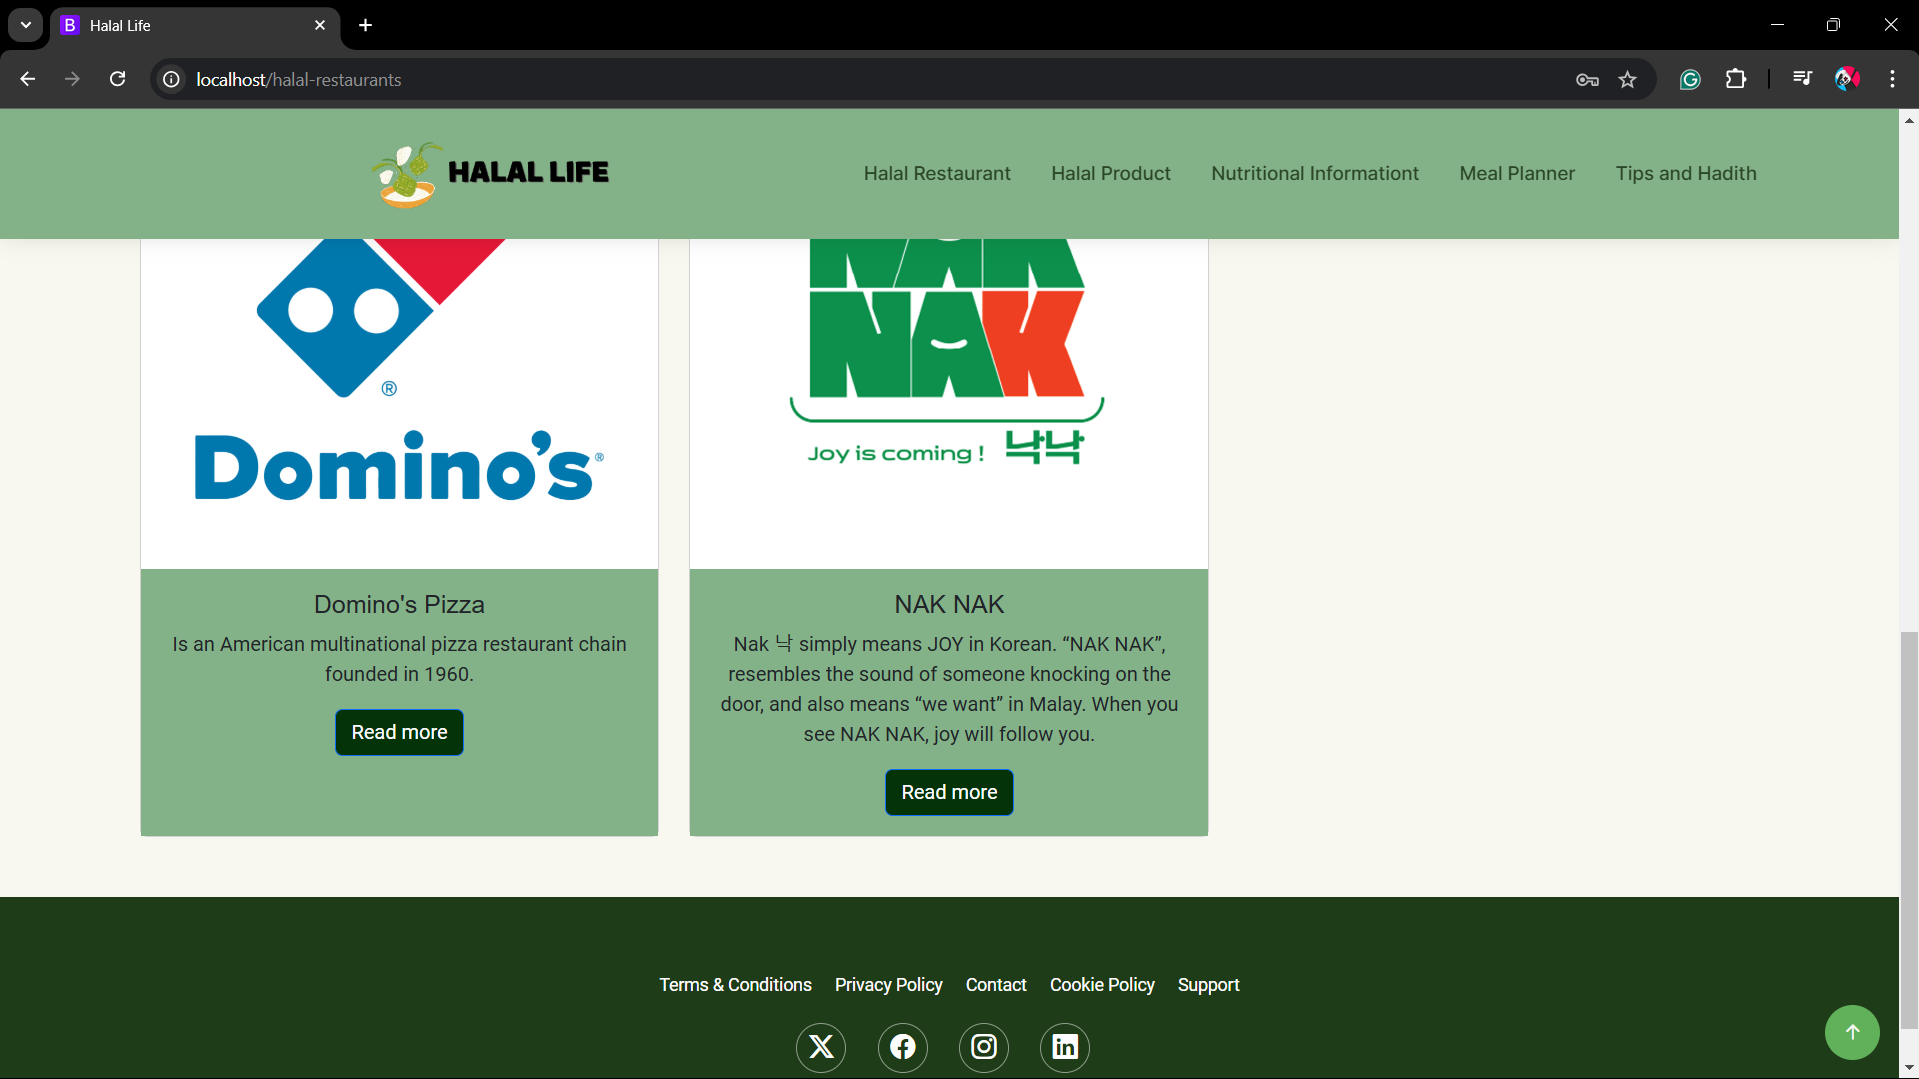 Halal Life
localhost/halal-restaurants
HALAL LIFE
Halal Restaurant Halal Product Nutritional Informationt Meal Planner Tips and Hadith
NAK
NAK
Joy is coming ! 낙낙
®
Domino's®
Domino's Pizza
Is an American multinational pizza restaurant chain
founded in 1960.
Read more
NAK NAK
Nak 낙 simply means JOY in Korean. “NAK NAK”,
resembles the sound of someone knocking on the
door, and also means “we want” in Malay. When you
see NAK NAK, joy will follow you.
Read more
Terms & Conditions Privacy Policy Contact Cookie Policy Support